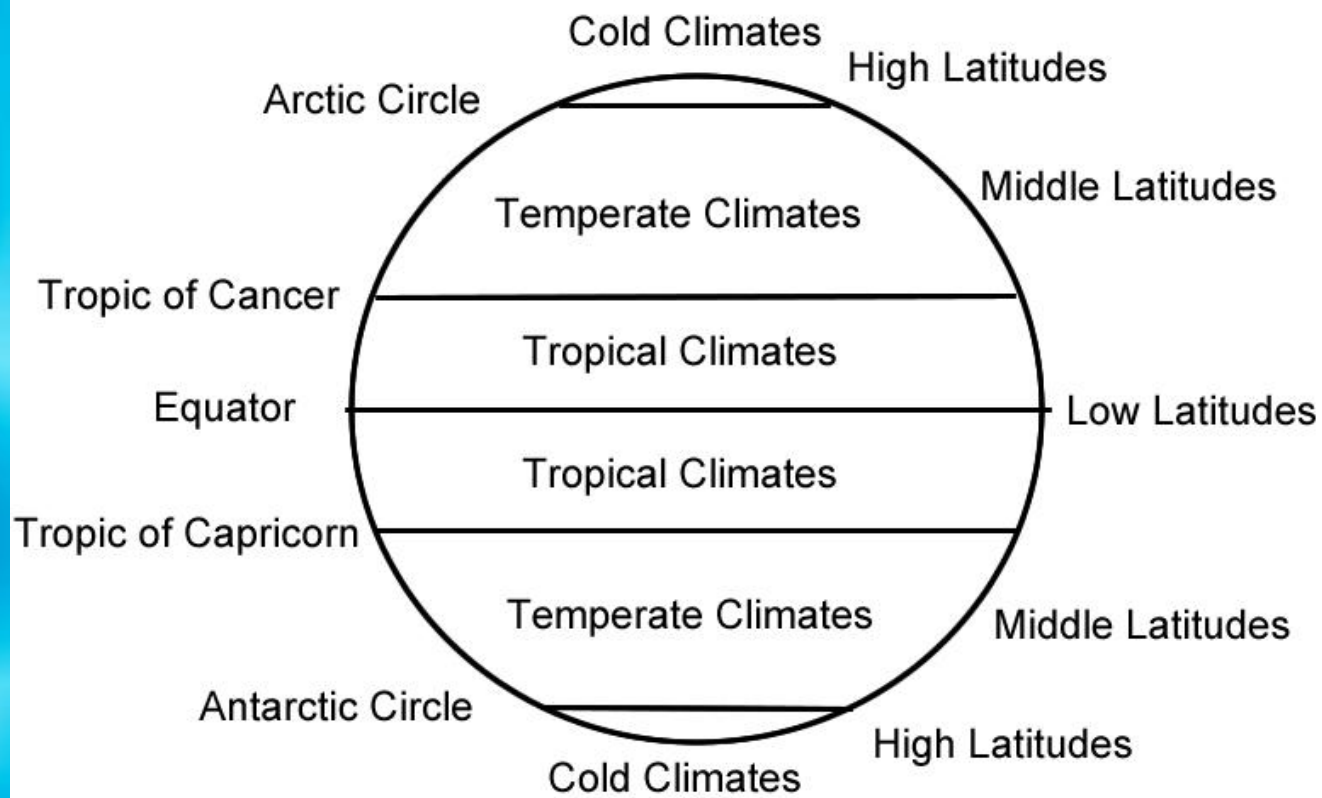 Cold Climates
High Latitudes
Arctic Circle
Middle Latitudes
Temperate Climates
Tropic of Cancer
Tropical Climates
Equator
Low Latitudes
Tropical Climates
Tropic of Capricorn
Temperate Climates
Middle Latitudes
Antarctic Circle
High Latitudes
Cold Climates